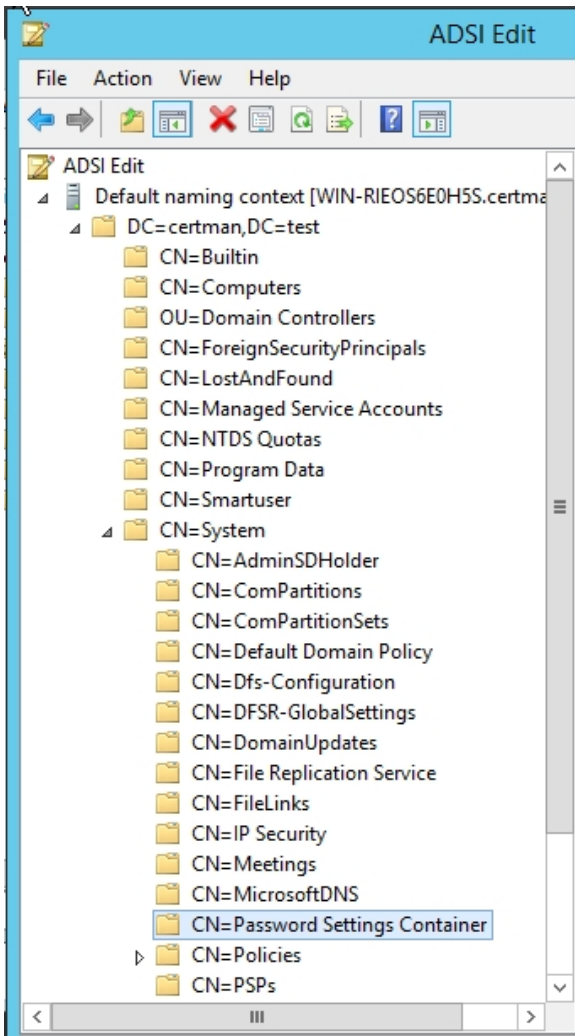 ADSI Edit
File Action View Help
ADSI Edit
Default naming context [WIN-RIEOS6E0H5S.certma
DC=certman,DC=test
CN=Builtin
CN=Computers
OU=Domain Controllers
CN=ForeignSecurityPrincipals
CN=LostAndFound
CN=Managed Service Accounts
CN=NTDS Quotas
CN=Program Data
CN=Smartuser
CN=System
CN=AdminSDHolder
CN=ComPartitions
CN=ComPartitionSets
CN=Default Domain Policy
CN=Dfs-Configuration
CN=DFSR-GlobalSettings
CN=DomainUpdates
CN=File Replication Service
CN=FileLinks
CN=IP Security
CN=Meetings
CN=MicrosoftDNS
CN=Password Settings Container
CN=Policies
CN=PSPs